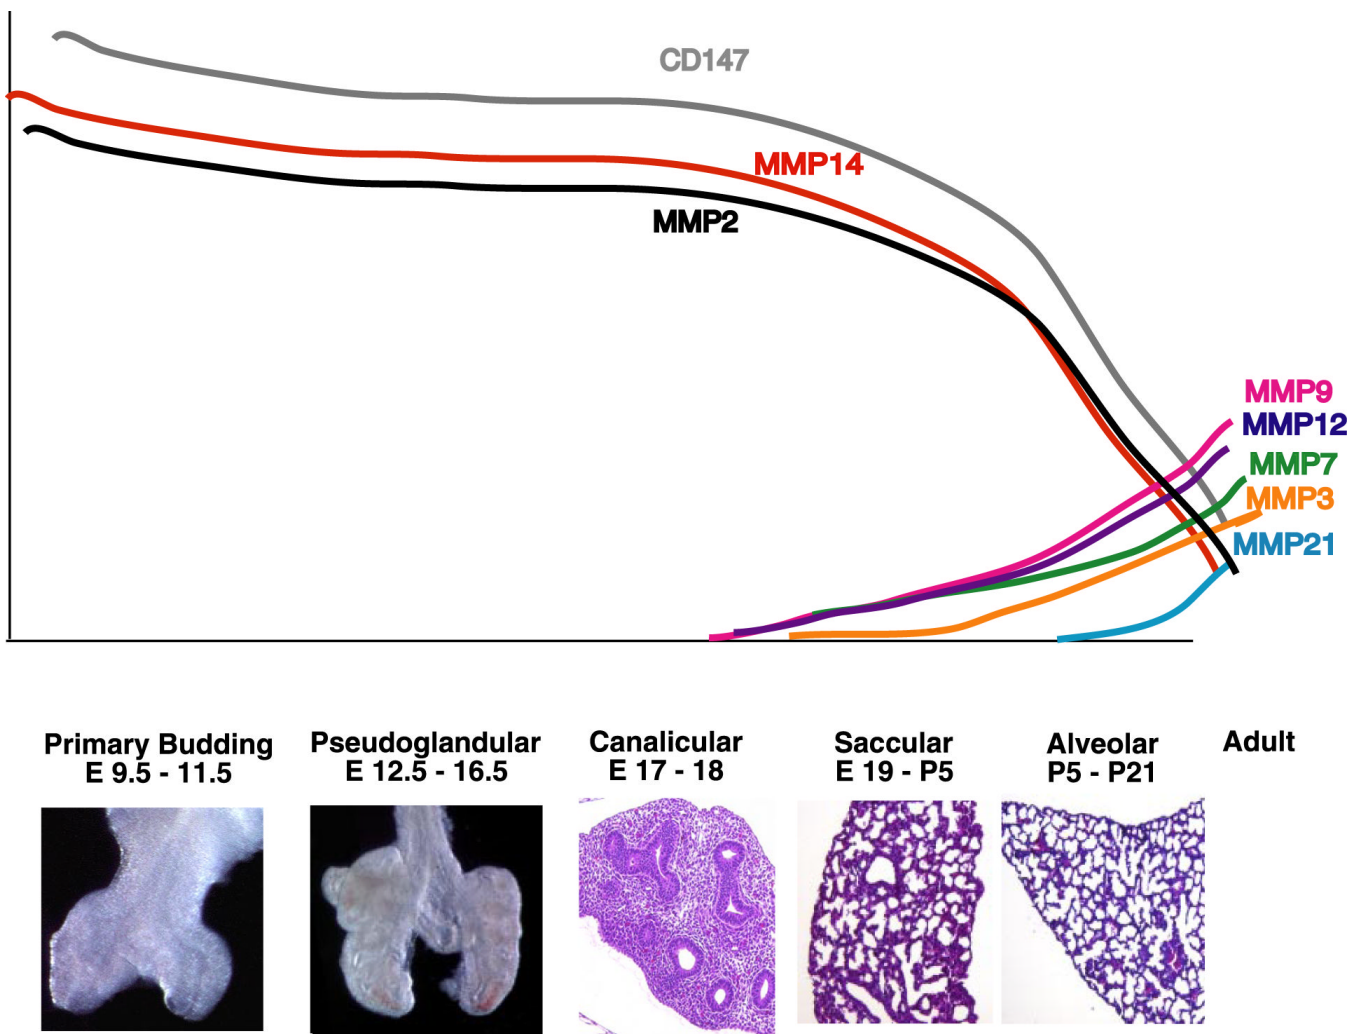 CD147
MMP14
MMP2
MMP9
MMP12
MMP7
MMP3
MMP21
Primary Budding
E 9.5 - 11.5
Pseudoglandular
E 12.5 - 16.5
Canalicular
E 17 - 18
Saccular
E 19 - P5
Alveolar
P5 - P21
Adult